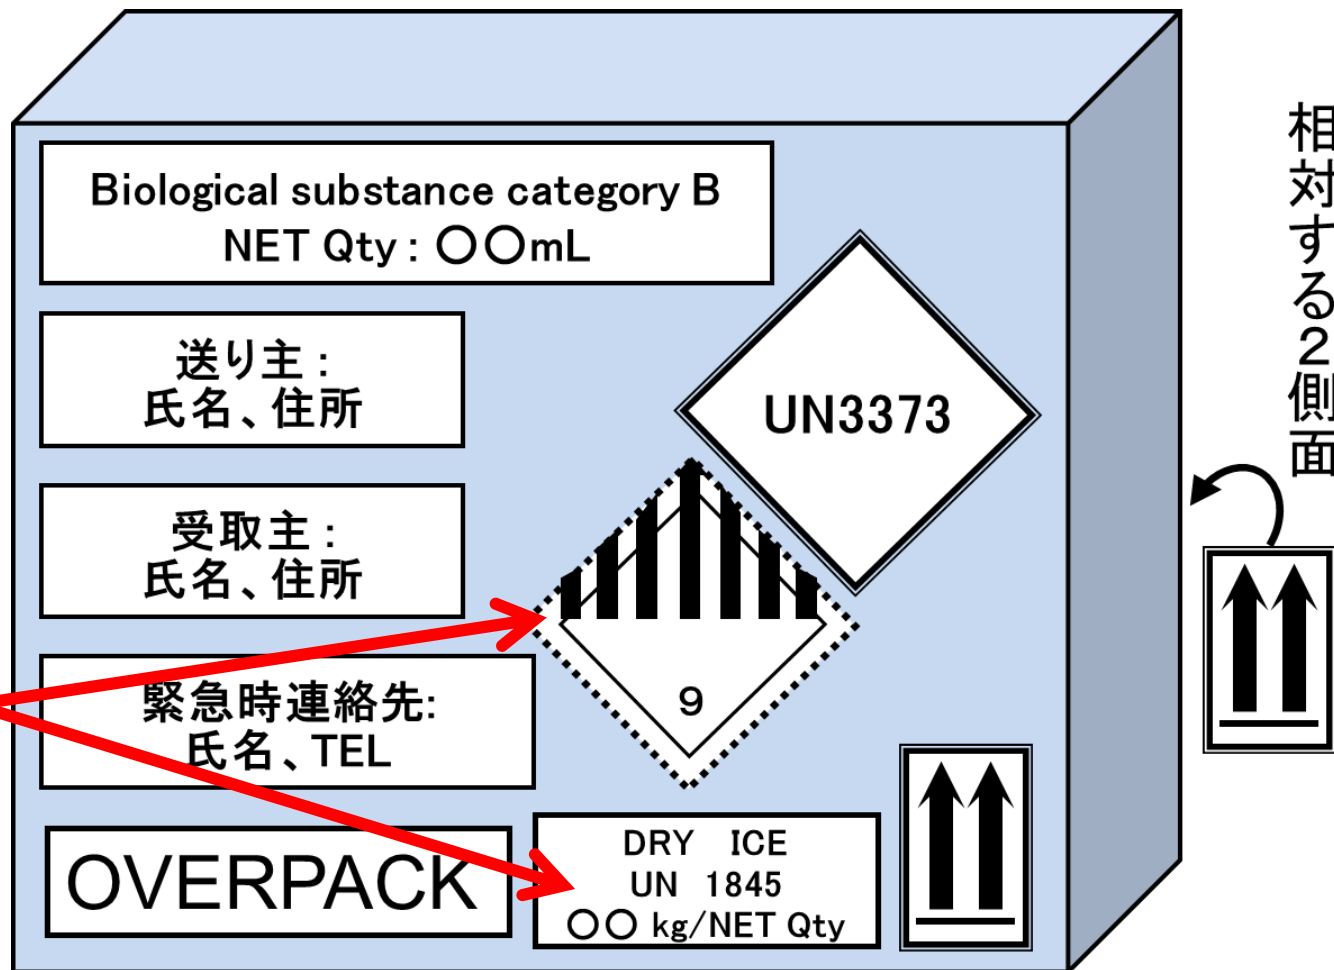 Biological substance category B
NET Qty : ○○mL
送り主 :
氏名、住所
受取主 :
氏名、住所
緊急時連絡先:
氏名、TEL
OVERPACK
UN3373
9
DRY ICE
UN 1845
○○ kg/NET Qty
相対する2側面